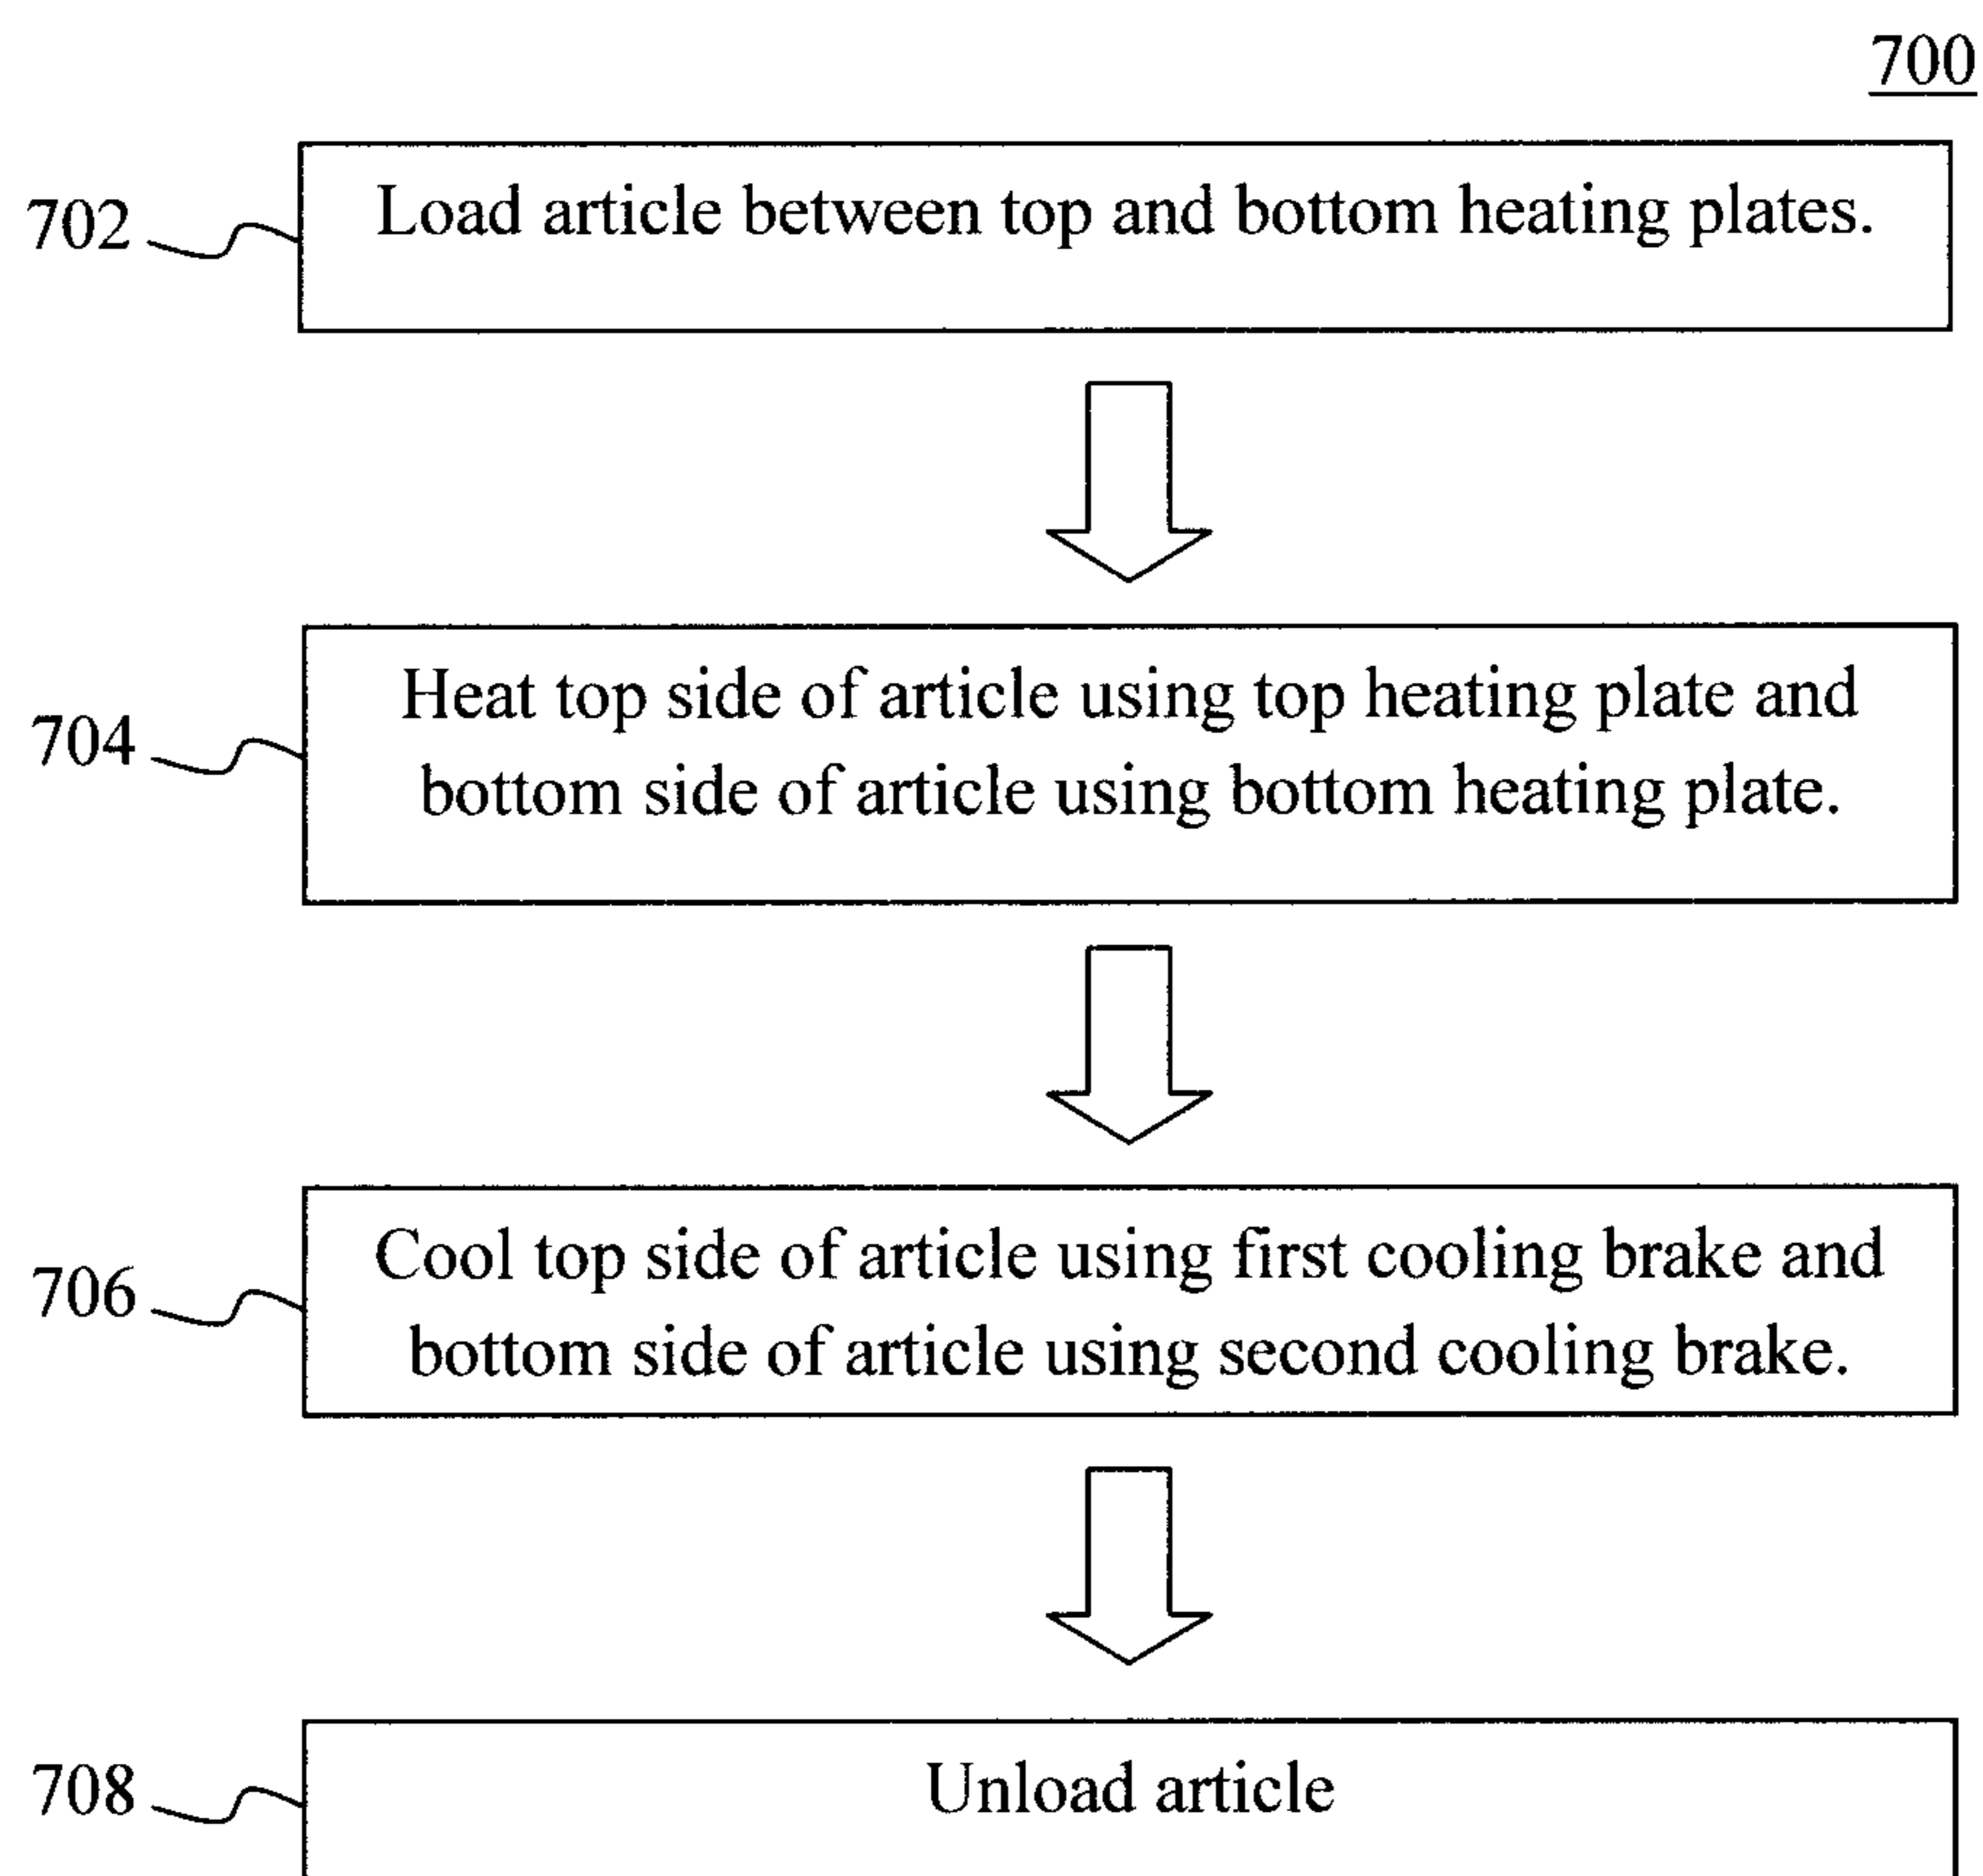 700
702
Load article between top and bottom heating plates.
704
Heat top side of article using top heating plate and
bottom side of article using bottom heating plate.
706
Cool top side of article using first cooling brake and
bottom side of article using second cooling brake.
708
Unload article